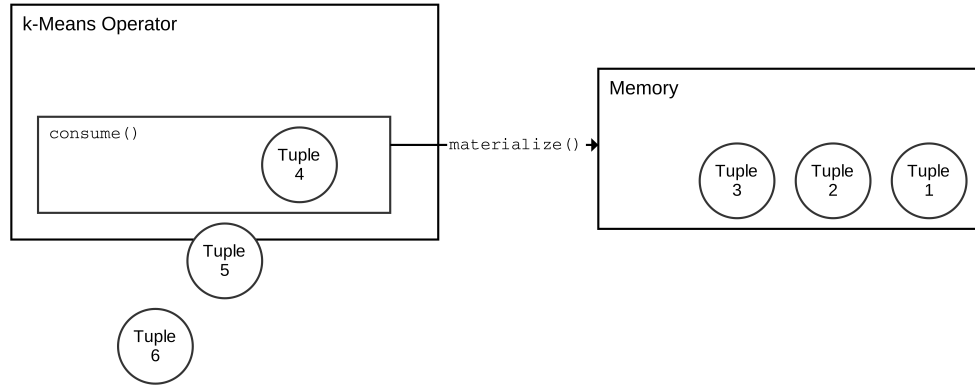 k-Means Operator
consume()
Tuple
4
materialize()
Memory
Tuple
3
Tuple
2
Tuple
1
Tuple
5
Tuple
6